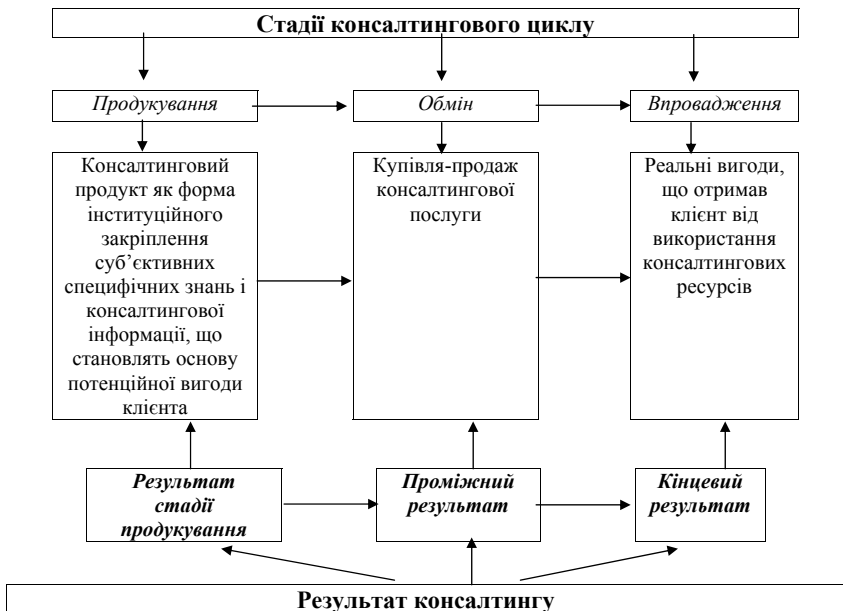 Стадії консалтингового циклу
Продукування
Обмін
Впровадження
Консалтинговий
продукт як форма
інституційного
закріплення
суб’єктивних
специфічних знань і
консалтингової
інформації, що
становлять основу
потенційної вигоди
клієнта
Купівля-продаж
консалтингової
послуги
Реальні вигоди,
що отримав
клієнт від
використання
консалтингових
ресурсів
Результат
стадії
продукування
Проміжний
результат
Кінцевий
результат
Результат консалтингу